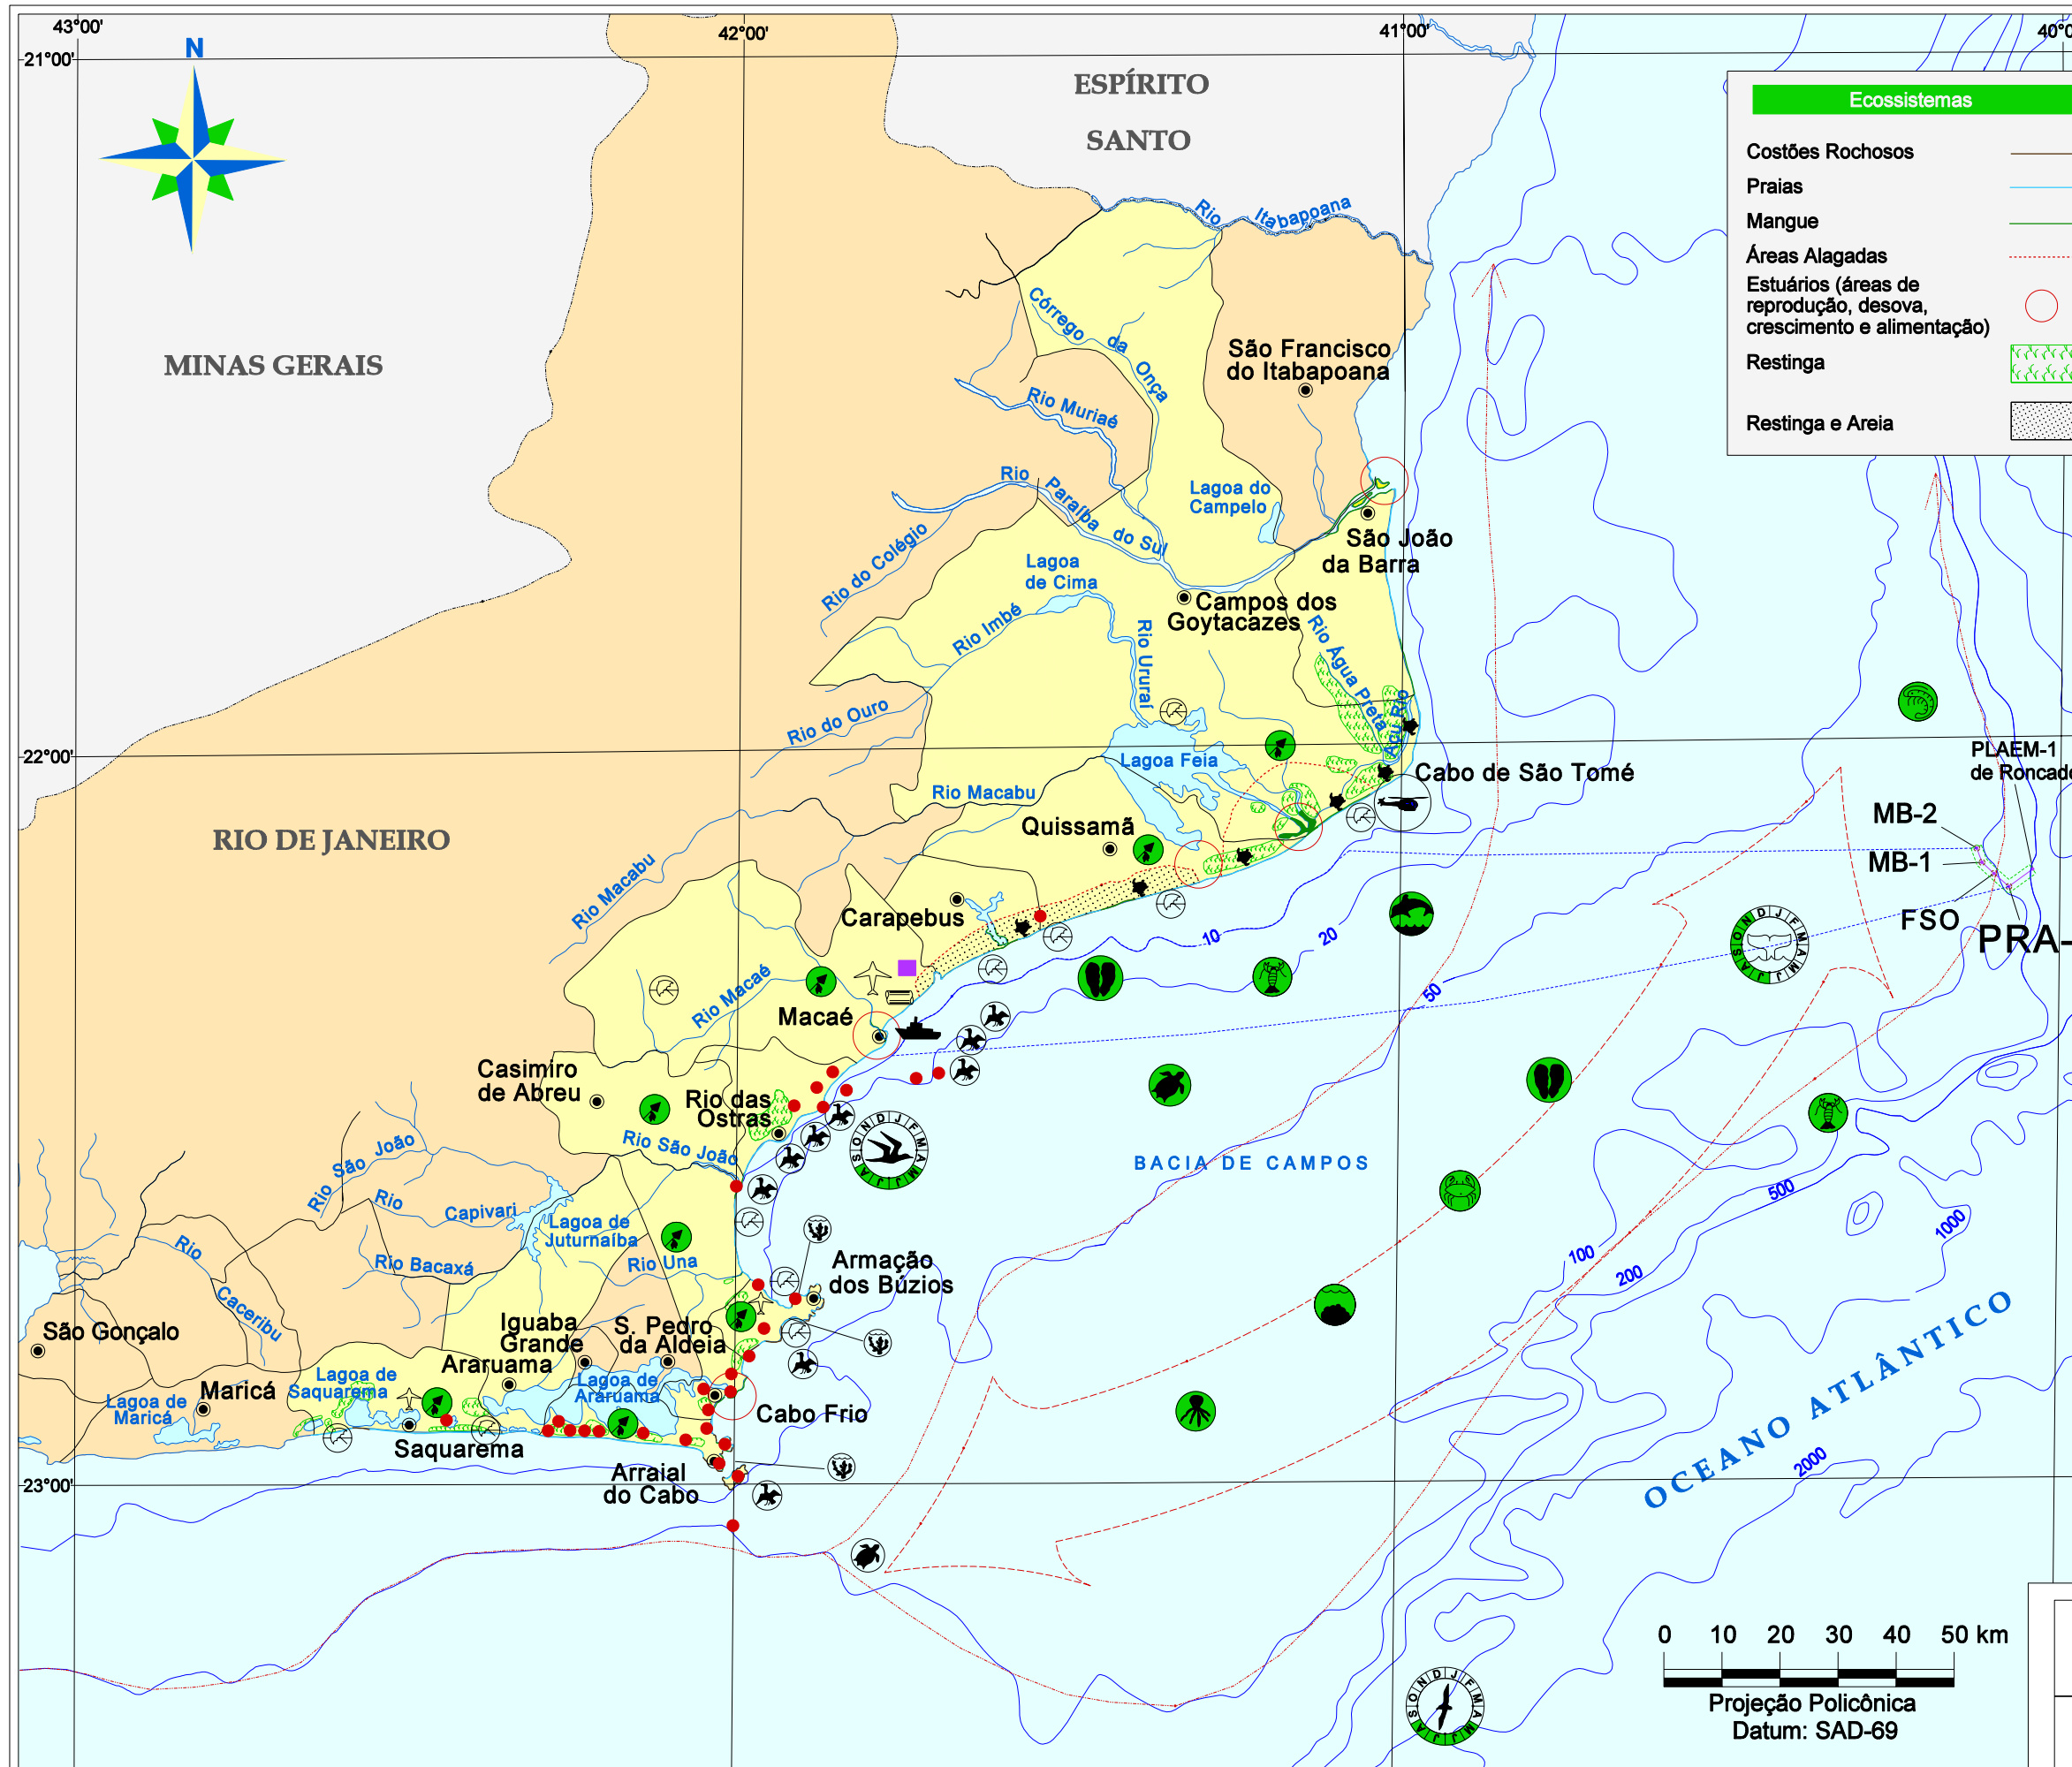 43°00'
42°00'
41°00'
21°00'
22°00'
23°00'
N
ESPÍRITO
SANTO
MINAS GERAIS
RIO DE JANEIRO
Ecossistemas
Costões Rochosos
Praias
Mangue
Áreas Alagadas
Estuários (áreas de
reprodução, desova,
crescimento e alimentação)
Restinga
Restinga e Areia
Rio Itabapoana
Córrego da Onça
São Francisco
do Itabapoana
Rio Muriaé
Rio Paraíba do Sul
Lagoa do
Campelo
São João
da Barra
Rio do Colégio
Lagoa
de Cima
Rio Imbé
Campos dos
Goytacazes
Rio Ururaí
Rio Água Preta
Rio Açu
Rio do Ouro
Lagoa Feia
Cabo de São Tomé
Rio Macabu
Quissamã
Rio Macabu
Carapebus
Rio Macaé
Macaé
PLAEM-1
MB-2
MB-1
FSO
10
20
50
Casimiro
de Abreu
Rio das
Ostras
Rio São João
Rio São João
Rio Capivari
Lagoa de
Juturnaíba
Rio Bacaxá
Rio Una
Rio Caceribu
Armação
dos Búzios
BACIA DE CAMPOS
São Gonçalo
Iguaba
Grande
S. Pedro
da Aldeia
Araruama
Lagoa de
Saquarema
Lagoa de
Araruama
Lagoa de
Maricá
Maricá
Saquarema
Cabo Frio
Arraial
do Cabo
100
200
500
1000
2000
OCEANO ATLÂNTICO
J F M A M J J A S O N D
J F M A M J J A S O N D
J F M A M J J A S O N D
0 10 20 30 40 50 km
Projeção Policônica
Datum: SAD-69